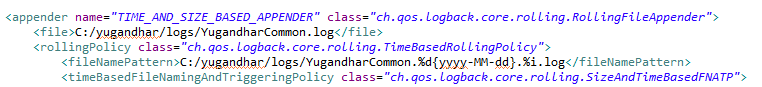 <appender name="TIME_AND_SIZE_BASED_APPENDER" class="ch.qos.logback.core.rolling.RollingFileAppender">
<file>C:/yugandhar/logs/YugandharCommon.log</file>
<rollingPolicy class="ch.qos.logback.core.rolling.TimeBasedRollingPolicy">
<fileNamePattern>C:/yugandhar/logs/YugandharCommon.%d{yyyy-MM-dd}.%i.log</fileNamePattern>
<timeBasedFileNamingAndTriggeringPolicy class="ch.qos.logback.core.rolling.SizeAndTimeBasedFNATP">